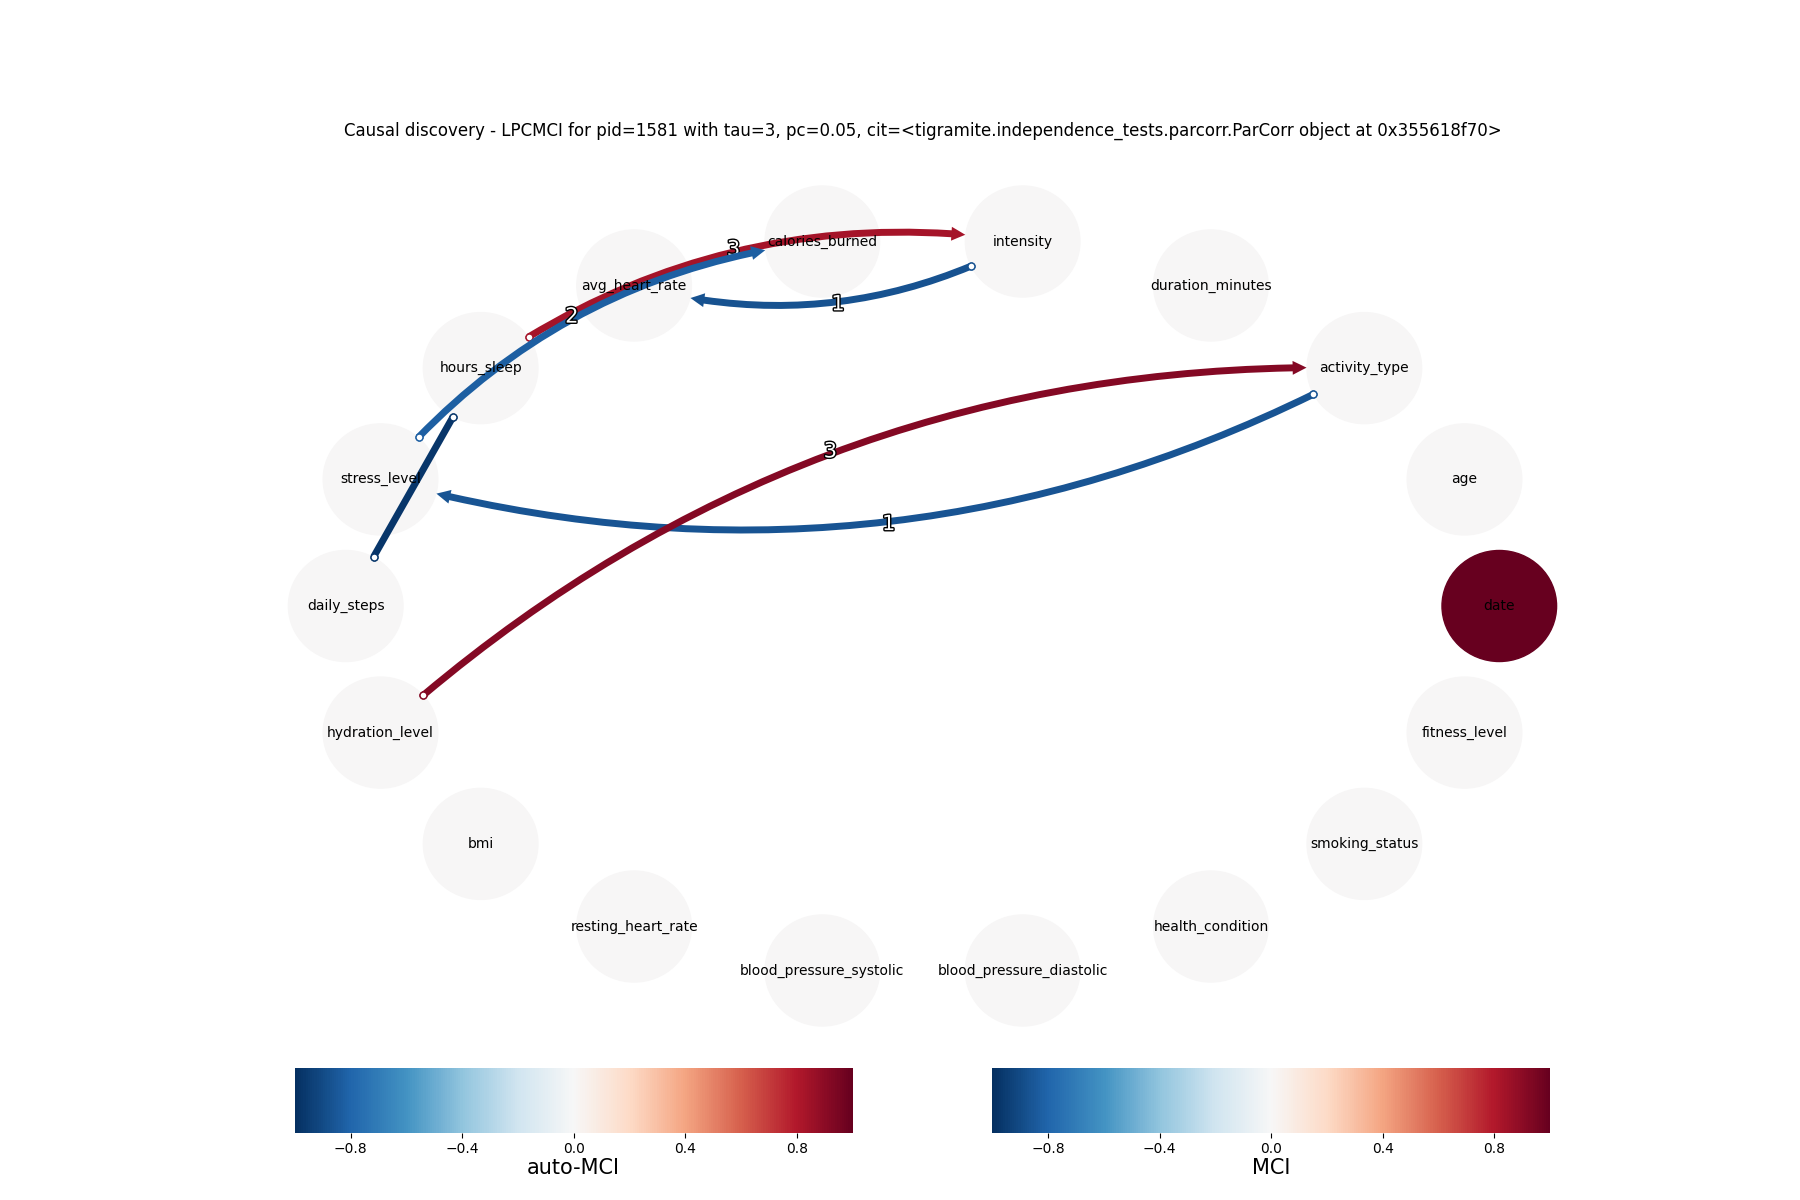 Causal discovery - LPCMCI for pid=1581 with tau=3, pc=0.05, cit=<tigramite.independence_tests.parcorr.ParCorr object at 0x355618f70>
calories_burned
intensity
3
avg_heart_rate
duration_minutes
1
2
hours_sleep
activity_type
3
stress_level
age
1
daily_steps
date
hydration_level
fitness_level
bmi
smoking_status
resting_heart_rate
health_condition
blood_pressure_systolic
blood_pressure_diastolic
−0.8 −0.4 0.0 0.4 0.8
auto-MCI
−0.8 −0.4 0.0 0.4 0.8
MCI